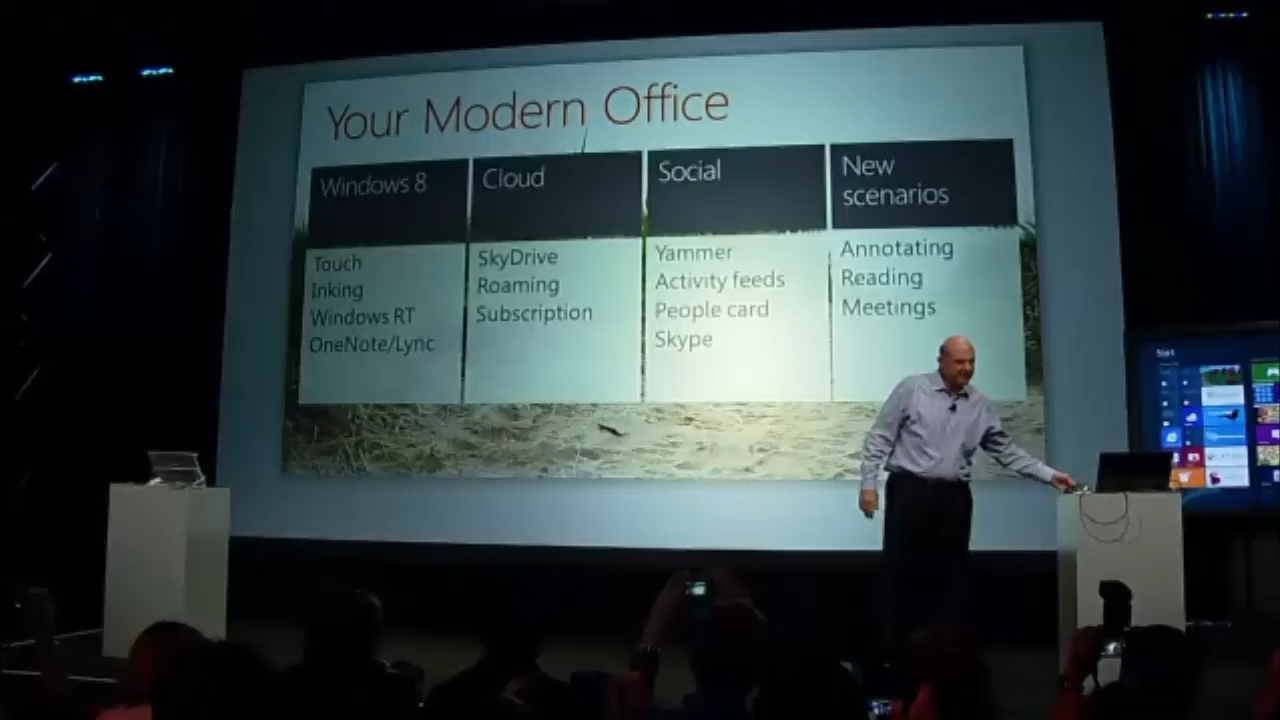 Your Modern Office
Windows 8
Touch
Inking
Windows RT
OneNote/Lync
Cloud
SkyDrive
Roaming
Subscription
Social
Yammer
Activity feeds
People card
Skype
New
scenarios
Annotating
Reading
Meetings
Start